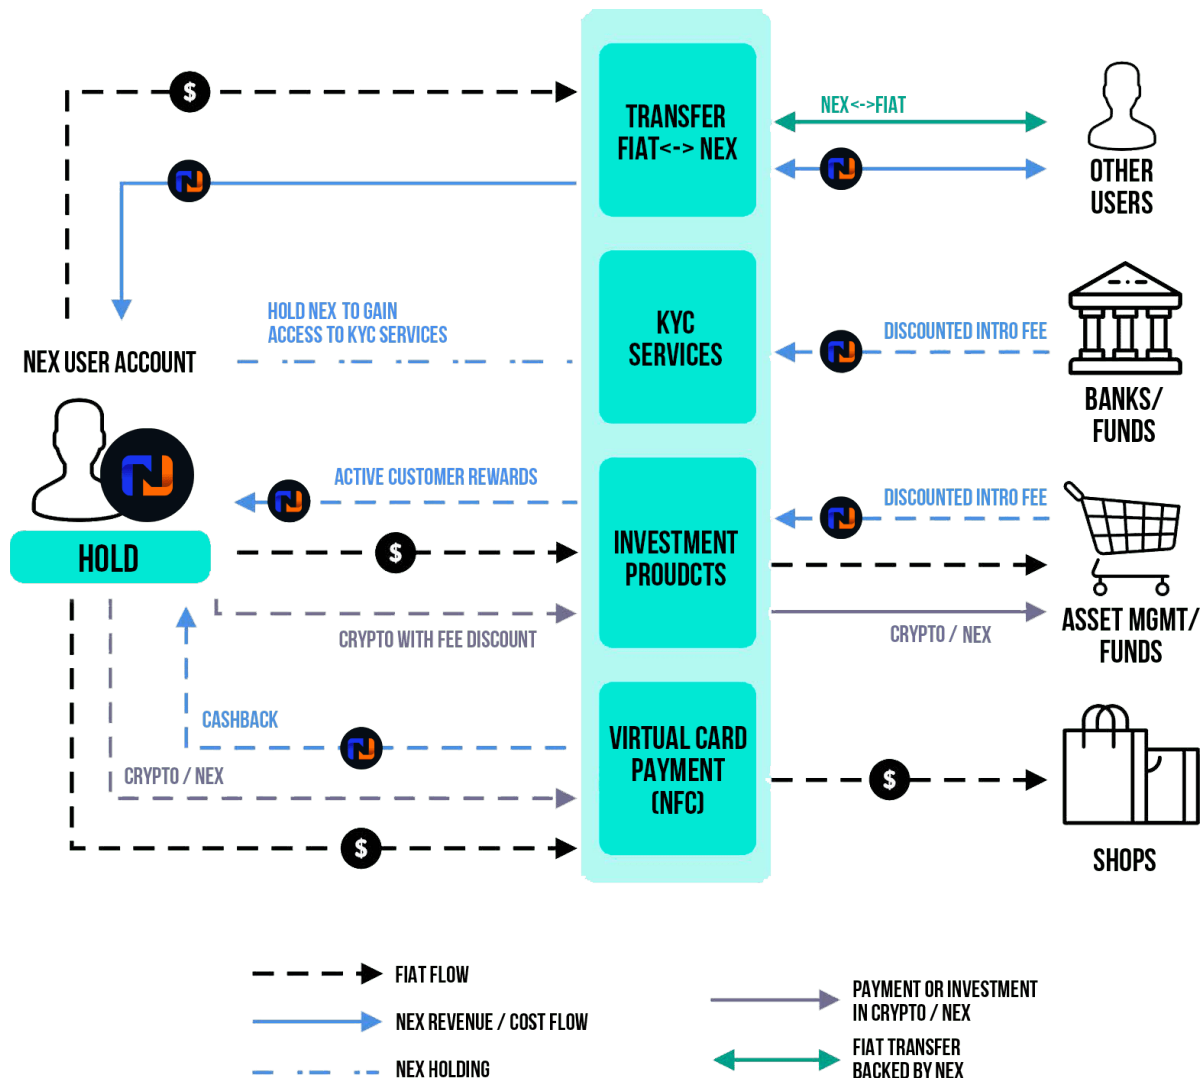 $
TRANSFER
FIAT<-> NEX
NEX<->FIAT
OTHER
USERS
HOLD NEX TO GAIN
ACCESS TO KYC SERVICES
NEX USER ACCOUNT
KYC
SERVICES
DISCOUNTED INTRO FEE
BANKS/
FUNDS
ACTIVE CUSTOMER REWARDS
HOLD
$
CRYPTO WITH FEE DISCOUNT
INVESTMENT
PROUDCTS
DISCOUNTED INTRO FEE
CRYPTO / NEX
ASSET MGMT/
FUNDS
CASHBACK
CRYPTO / NEX
$
VIRTUAL CARD
PAYMENT
(NFC)
$
SHOPS
FIAT FLOW
NEX REVENUE / COST FLOW
NEX HOLDING
PAYMENT OR INVESTMENT
IN CRYPTO / NEX
FIAT TRANSFER
BACKED BY NEX